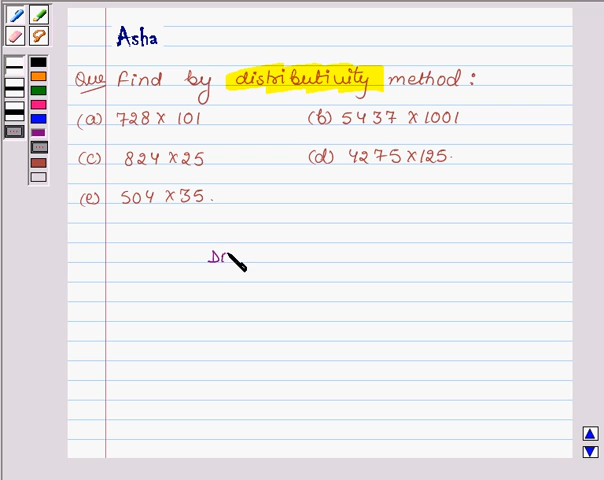 Asha
Que Find by distributivity method :
(a) 728 × 101 (b) 5437 × 1001
(c) 824 × 25 (d) 4275 × 125.
(e) 504 × 35.